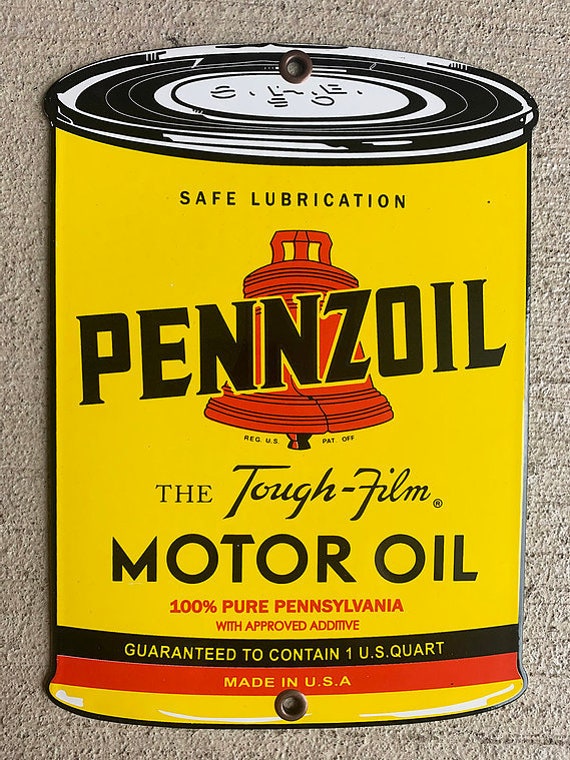 S.A.E.
30
SAFE LUBRICATION
PENNZOIL
REG. U.S. PAT. OFF
THE Tough-Film®
MOTOR OIL
100% PURE PENNSYLVANIA
WITH APPROVED ADDITIVE
GUARANTEED TO CONTAIN 1 U.S.QUART
MADE IN U.S.A